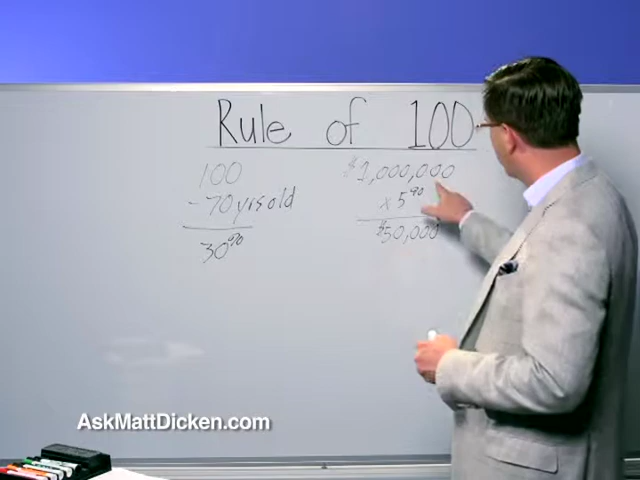 Rule of 100
100
- 70 yrs old
30%
$1,000,000
x 5%
$50,000
AskMattDicken.com